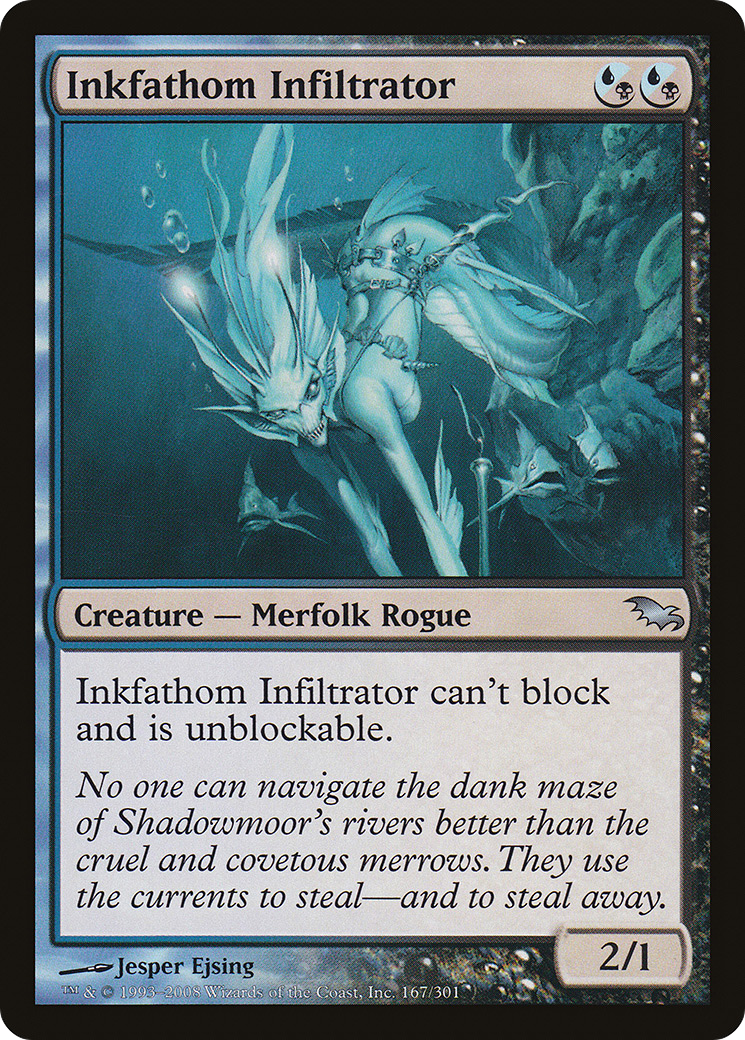 Inkfathom Infiltrator
Creature — Merfolk Rogue
Inkfathom Infiltrator can't block
and is unblockable.
No one can navigate the dank maze
of Shadowmoor's rivers better than the
cruel and covetous merrows. They use
the currents to steal—and to steal away.
2/1
Jesper Ejsing
™ & © 1993–2008 Wizards of the Coast, Inc. 167/301